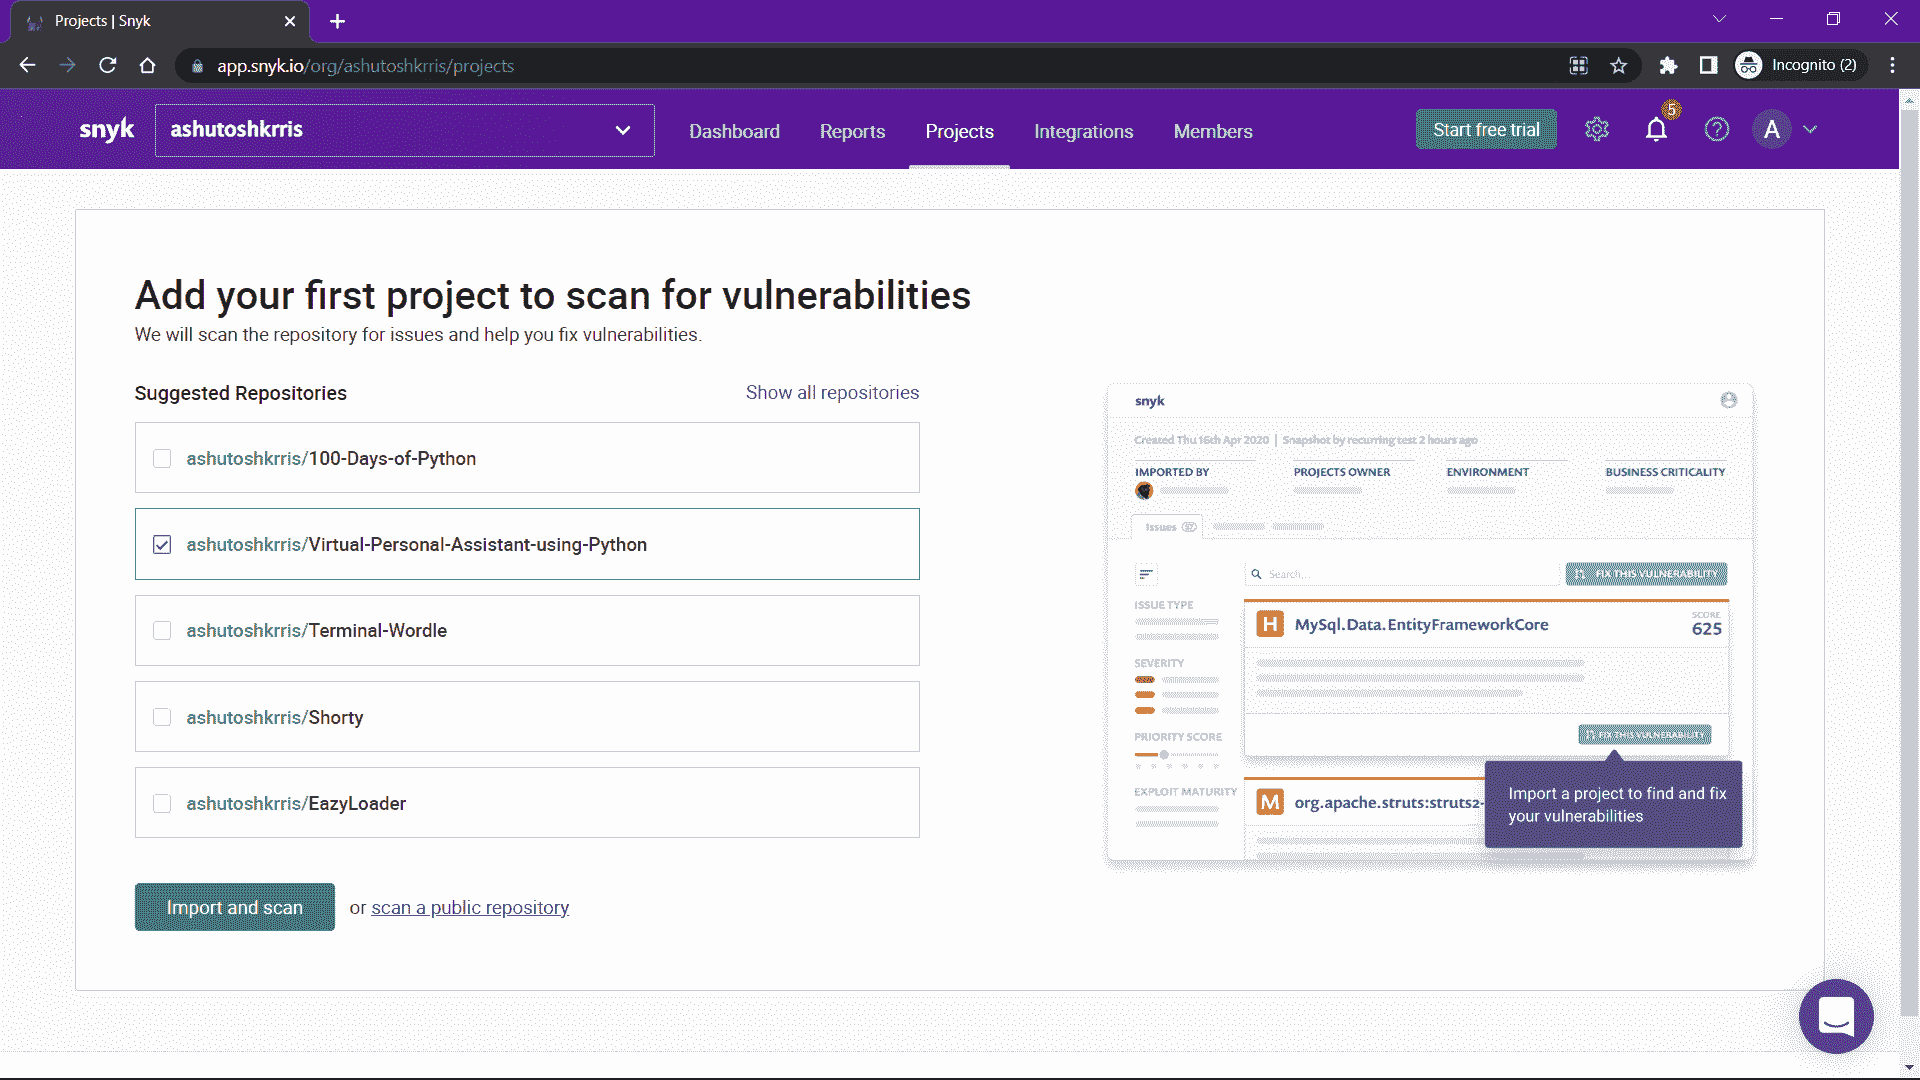 Projects | Snyk
app.snyk.io/org/ashutoshkrris/projects
Incognito (2)
snyk
ashutoshkrris
Dashboard
Reports
Projects
Integrations
Members
Start free trial
5
A
Add your first project to scan for vulnerabilities
We will scan the repository for issues and help you fix vulnerabilities.
Suggested Repositories
Show all repositories
ashutoshkrris/100-Days-of-Python
ashutoshkrris/Virtual-Personal-Assistant-using-Python
ashutoshkrris/Terminal-Wordle
ashutoshkrris/Shorty
ashutoshkrris/EazyLoader
Import and scan
or scan a public repository
snyk
Created Thu 16th Apr 2020 | Snapshot by recurring test 2 hours ago
IMPORTED BY
PROJECTS OWNER
ENVIRONMENT
BUSINESS CRITICALITY
Issues
Search...
FIX THIS VULNERABILITY
ISSUE TYPE
SEVERITY
PRIORITY SCORE
EXPLOIT MATURITY
H MySql.Data.EntityFrameworkCore
SCORE
625
FIX THIS VULNERABILITY
M org.apache.struts:struts2-
Import a project to find and fix
your vulnerabilities